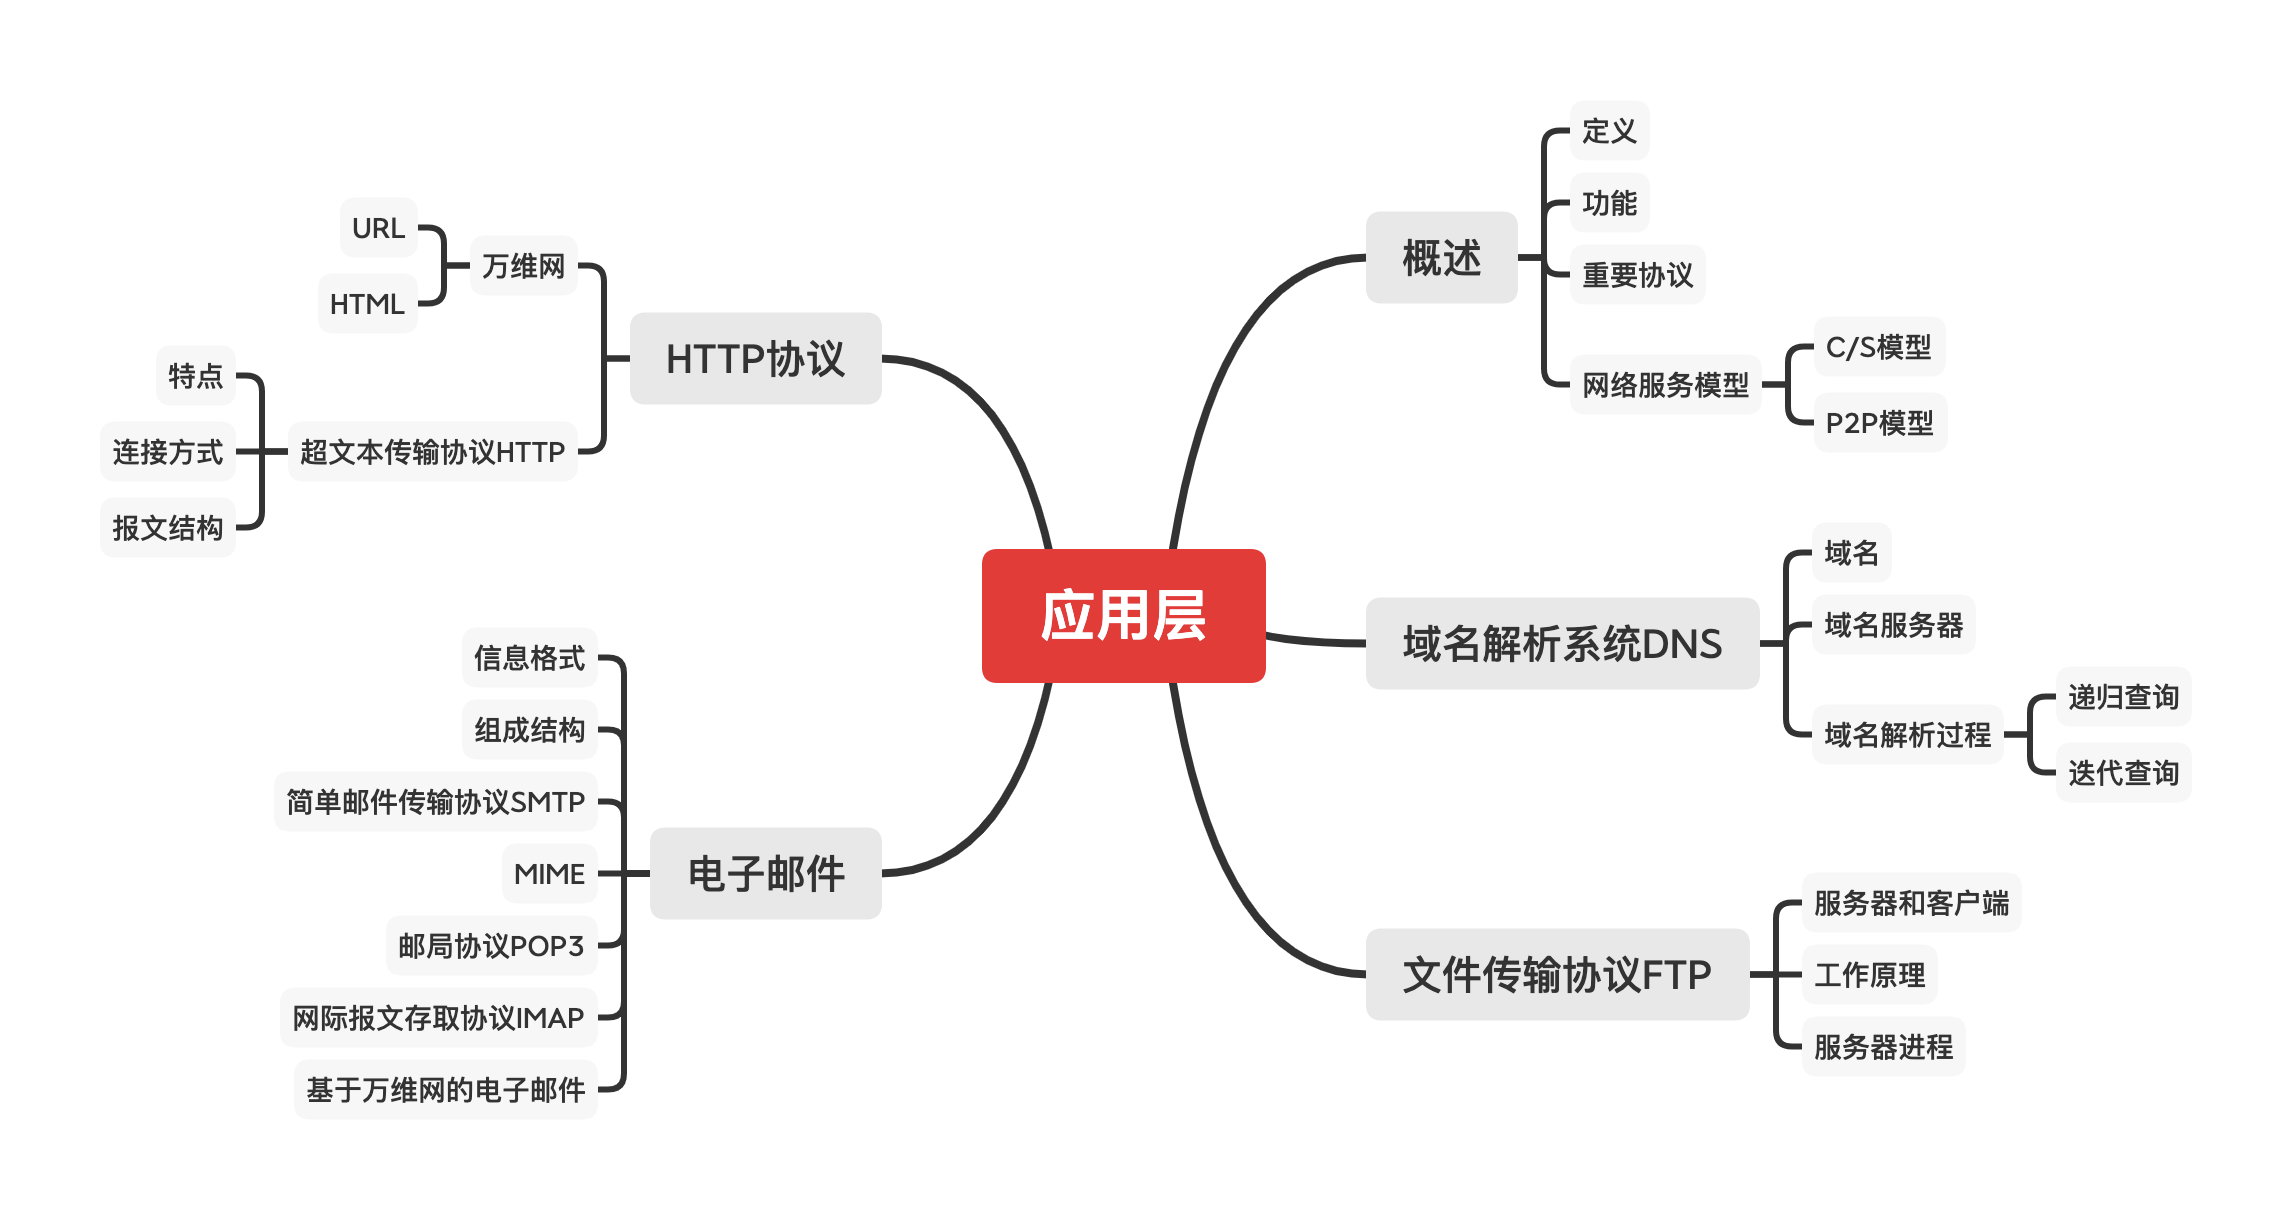 应用层
概述
定义
功能
重要协议
网络服务模型
C/S模型
P2P模型
域名解析系统DNS
域名
域名服务器
域名解析过程
递归查询
迭代查询
文件传输协议FTP
服务器和客户端
工作原理
服务器进程
HTTP协议
万维网
URL
HTML
超文本传输协议HTTP
特点
连接方式
报文结构
电子邮件
信息格式
组成结构
简单邮件传输协议SMTP
MIME
邮局协议POP3
网际报文存取协议IMAP
基于万维网的电子邮件